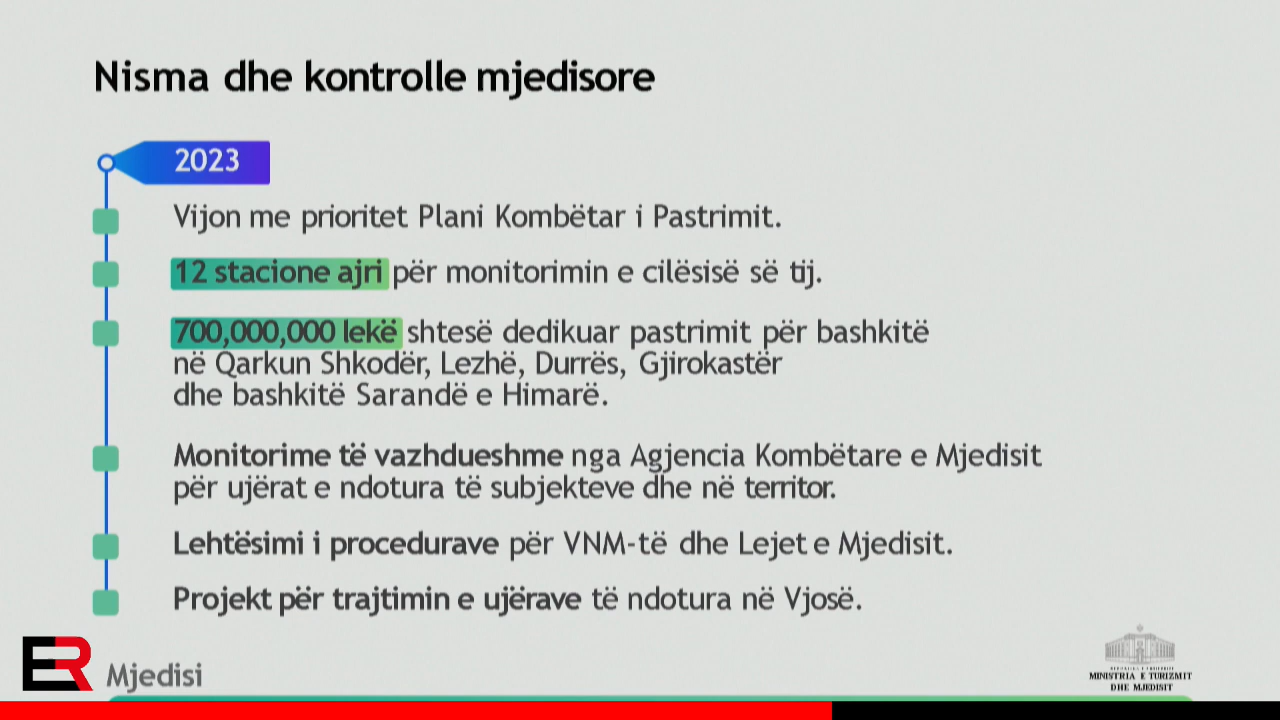 Nisma dhe kontrolle mjedisore
2023
Vijon me prioritet Plani Kombëtar i Pastrimit.
12 stacione ajri për monitorimin e cilësisë së tij.
700,000,000 lekë shtesë dedikuar pastrimit për bashkitë
në Qarkun Shkodër, Lezhë, Durrës, Gjirokastër
dhe bashkitë Sarandë e Himarë.
Monitorime të vazhdueshme nga Agjencia Kombëtare e Mjedisit
për ujërat e ndotura të subjekteve dhe në territor.
Lehtësimi i procedurave për VNM-të dhe Lejet e Mjedisit.
Projekt për trajtimin e ujërave të ndotura në Vjosë.
ER
Mjedisi
MINISTRIA E TURIZMIT
DHE MJEDISIT